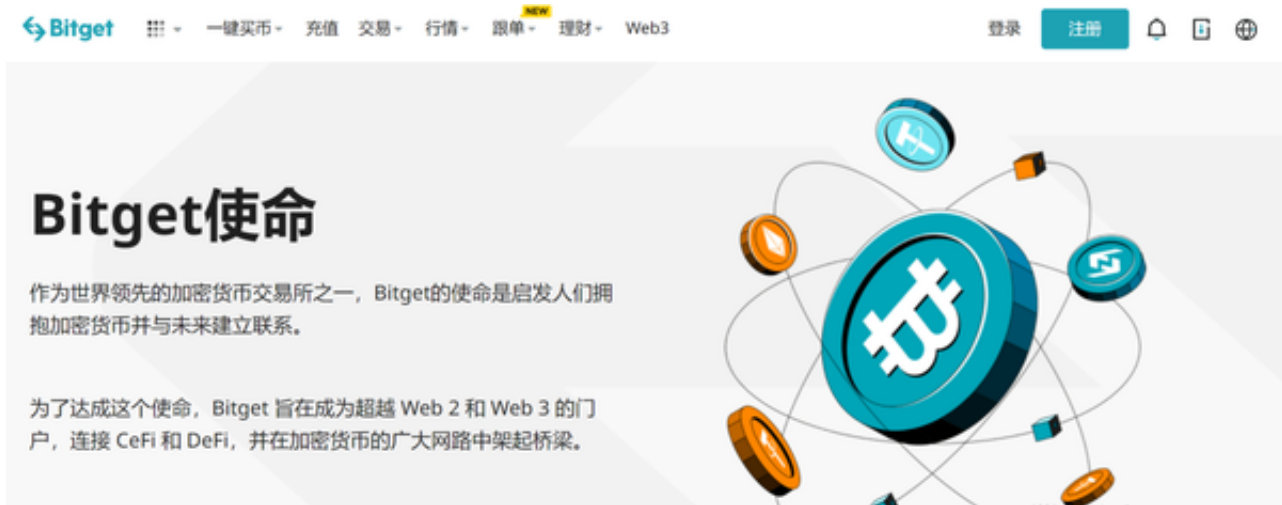 Bitget 一键买币 充值 交易 行情 跟单 NEW 理财 Web3 登录 注册
Bitget使命
作为世界领先的加密货币交易所之一，Bitget的使命是启发人们拥
抱加密货币并与未来建立联系。
为了达成这个使命，Bitget 旨在成为超越 Web 2 和 Web 3 的门
户，连接 CeFi 和 DeFi，并在加密货币的广大网路中架起桥梁。